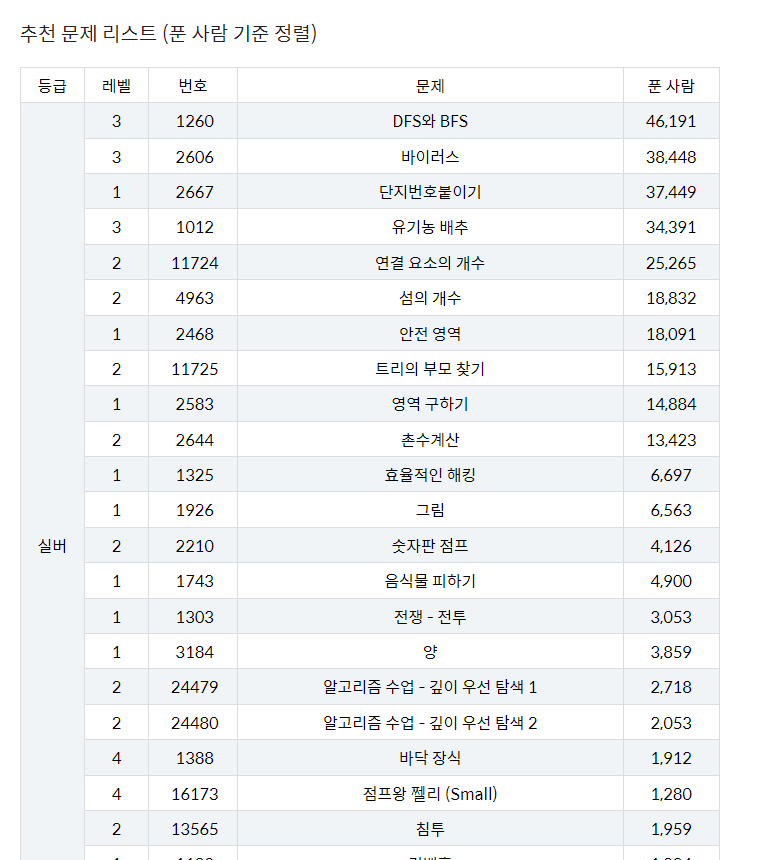 추천 문제 리스트 (푼 사람 기준 정렬)
등급 레벨 번호 문제 푼 사람
3 1260 DFS와 BFS 46,191
3 2606 바이러스 38,448
1 2667 단지번호붙이기 37,449
3 1012 유기농 배추 34,391
2 11724 연결 요소의 개수 25,265
2 4963 섬의 개수 18,832
1 2468 안전 영역 18,091
2 11725 트리의 부모 찾기 15,913
1 2583 영역 구하기 14,884
2 2644 촌수계산 13,423
1 1325 효율적인 해킹 6,697
1 1926 그림 6,563
실버 2 2210 숫자판 점프 4,126
1 1743 음식물 피하기 4,900
1 1303 전쟁 - 전투 3,053
1 3184 양 3,859
2 24479 알고리즘 수업 - 깊이 우선 탐색 1 2,718
2 24480 알고리즘 수업 - 깊이 우선 탐색 2 2,053
4 1388 바닥 장식 1,912
4 16173 점프왕 쩰리 (Small) 1,280
2 13565 침투 1,959